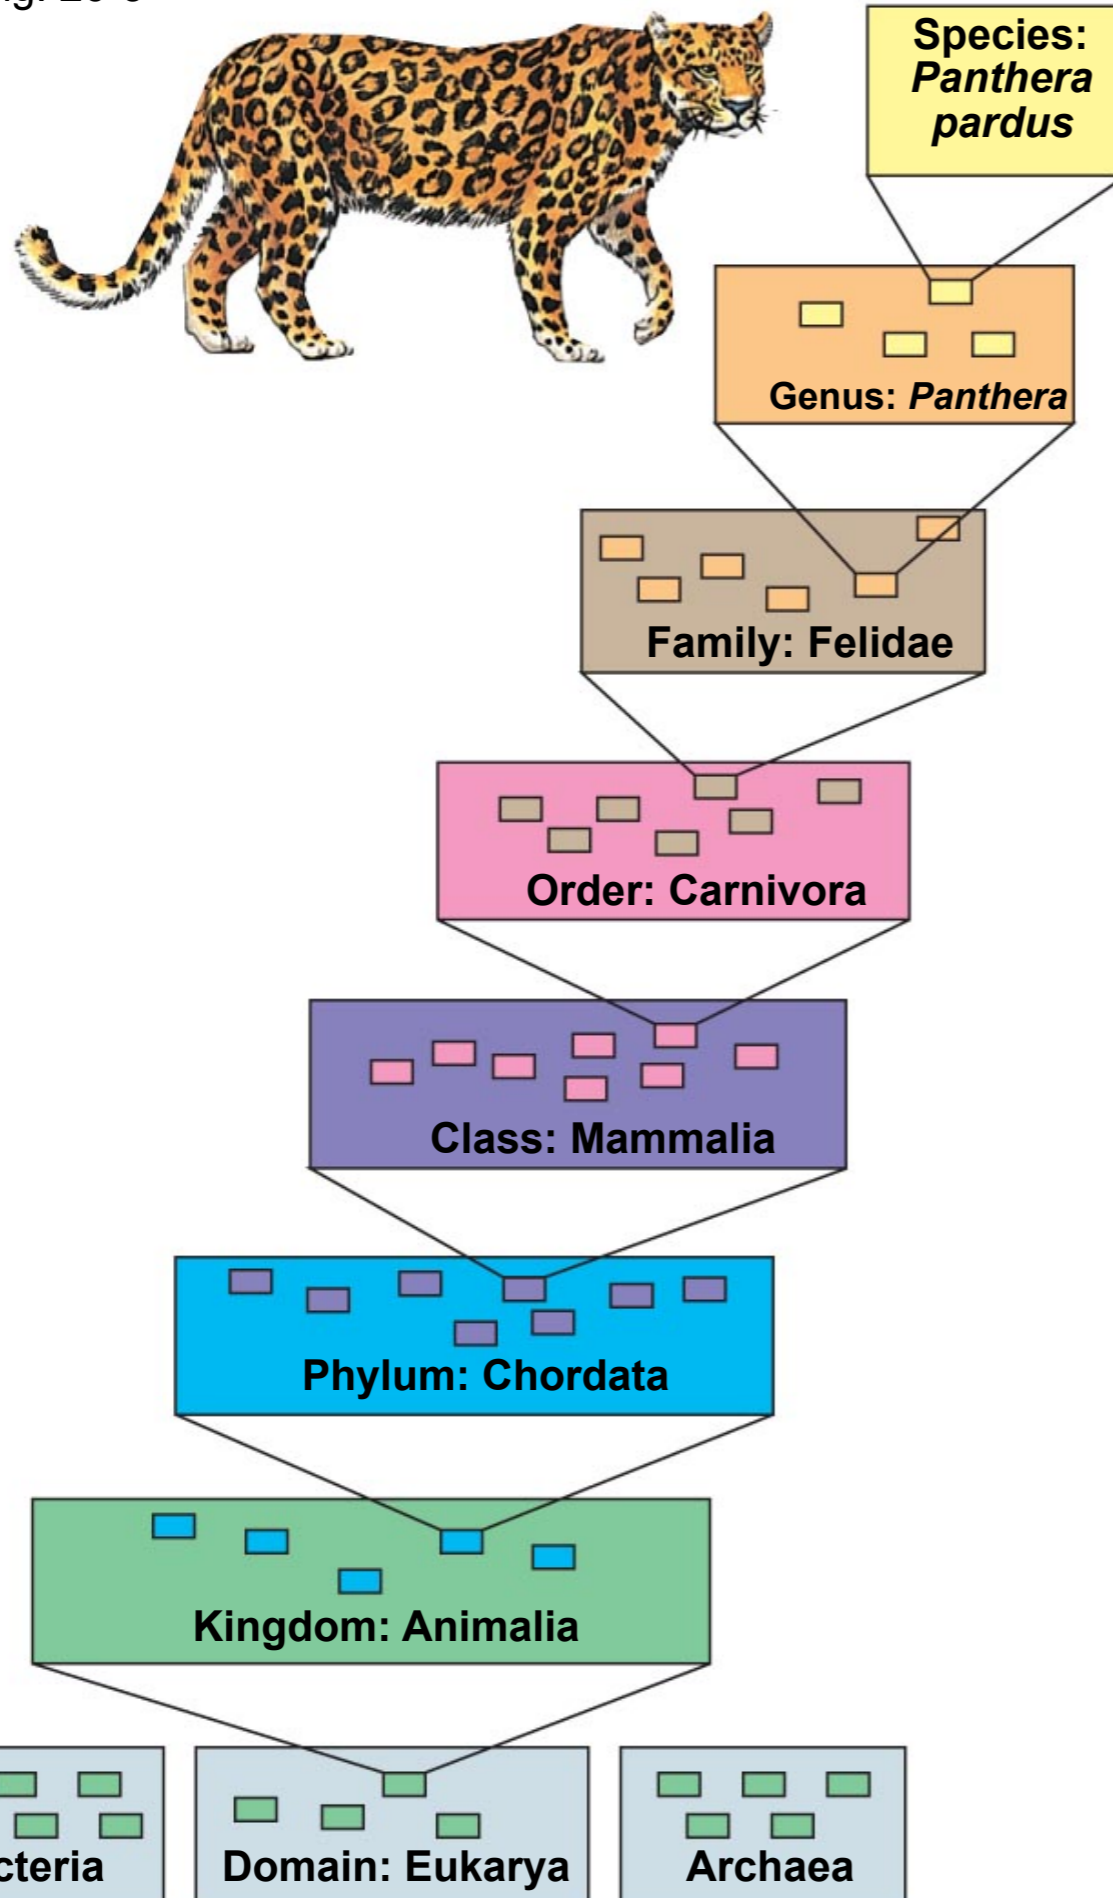 Species:
Panthera
pardus
Genus: Panthera
Family: Felidae
Order: Carnivora
Class: Mammalia
Phylum: Chordata
Kingdom: Animalia
cteria
Domain: Eukarya
Archaea